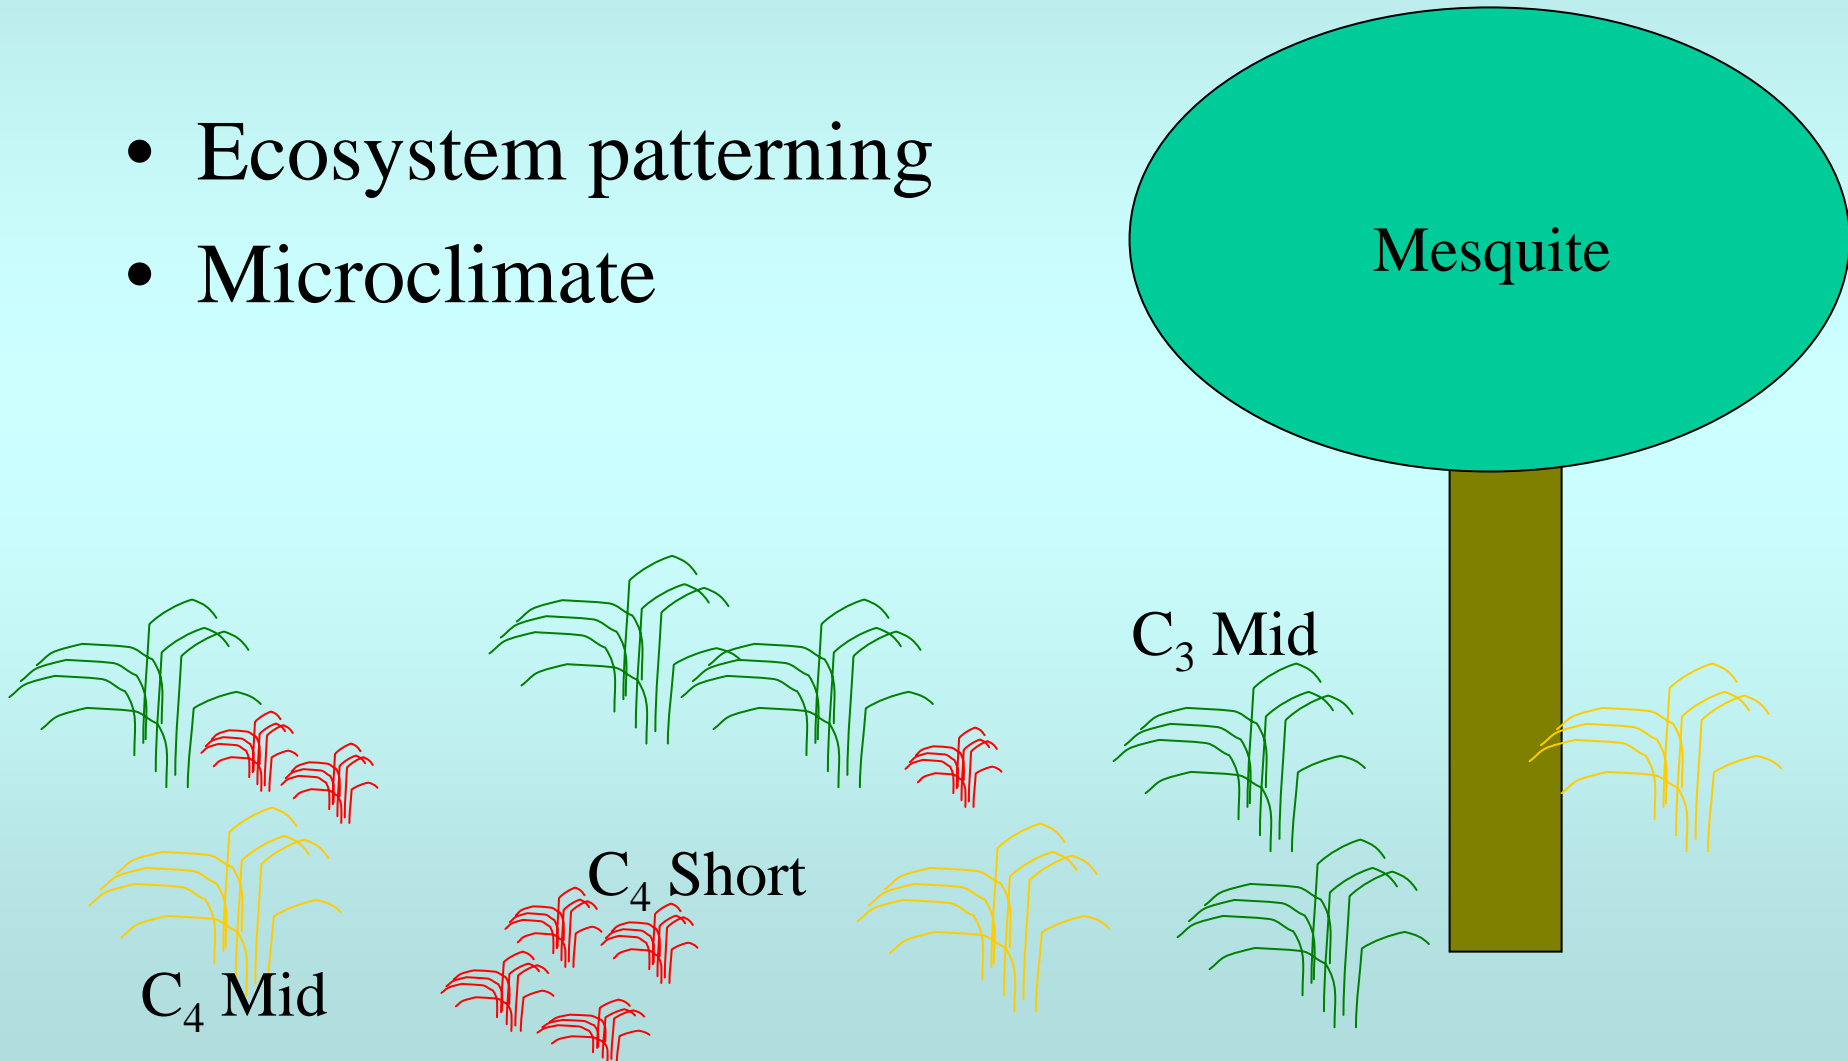 • Ecosystem patterning
• Microclimate
Mesquite
C₃ Mid
C₄ Short
C₄ Mid